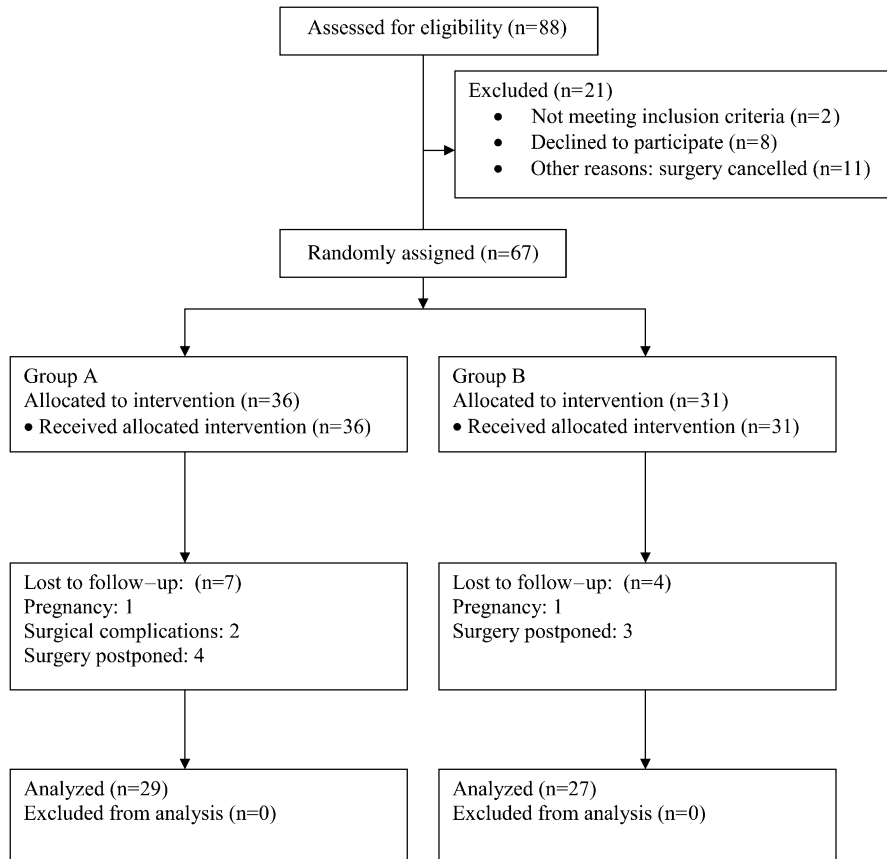 Assessed for eligibility (n=88)
Excluded (n=21)
• Not meeting inclusion criteria (n=2)
• Declined to participate (n=8)
• Other reasons: surgery cancelled (n=11)
Randomly assigned (n=67)
Group A
Allocated to intervention (n=36)
• Received allocated intervention (n=36)
Group B
Allocated to intervention (n=31)
• Received allocated intervention (n=31)
Lost to follow–up:  (n=7)
Pregnancy: 1
Surgical complications: 2
Surgery postponed: 4
Lost to follow–up:  (n=4)
Pregnancy: 1
Surgery postponed: 3
Analyzed (n=29)
Excluded from analysis (n=0)
Analyzed (n=27)
Excluded from analysis (n=0)